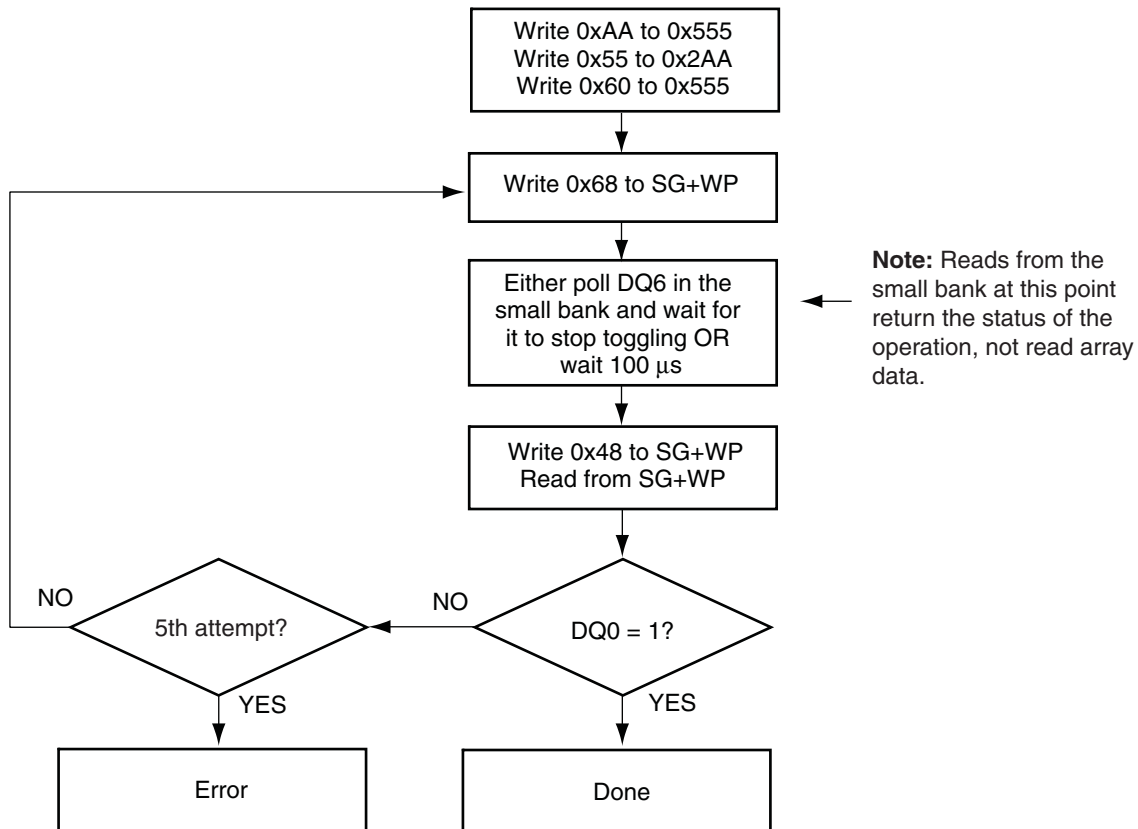 Write 0xAA to 0x555
Write 0x55 to 0x2AA
Write 0x60 to 0x555
Write 0x68 to SG+WP
Either poll DQ6 in the
small bank and wait for
it to stop toggling OR
wait 100 μs
Note: Reads from the
small bank at this point
return the status of the
operation, not read array
data.
Write 0x48 to SG+WP
Read from SG+WP
NO
5th attempt?
NO
DQ0 = 1?
YES
YES
Error
Done